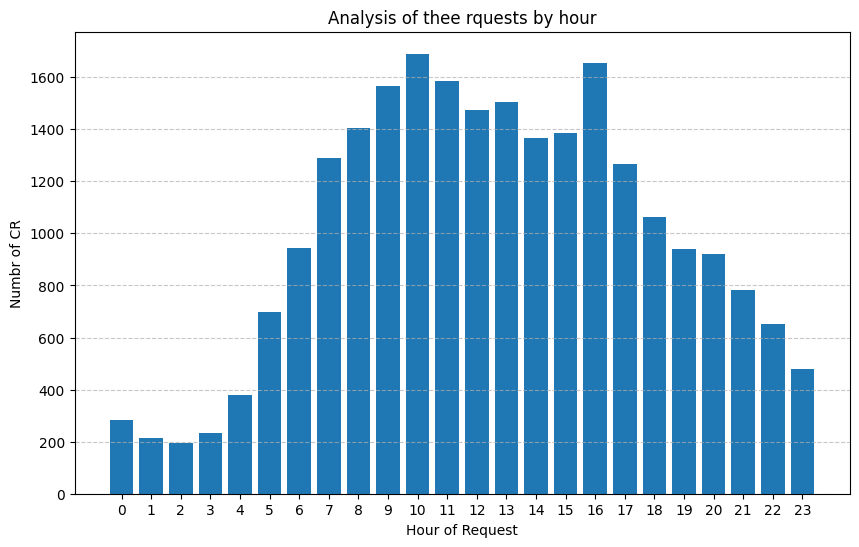 Analysis of thee rquests by hour
Numbr of CR
1600
1400
1200
1000
800
600
400
200
0
0 1 2 3 4 5 6 7 8 9 10 11 12 13 14 15 16 17 18 19 20 21 22 23
Hour of Request